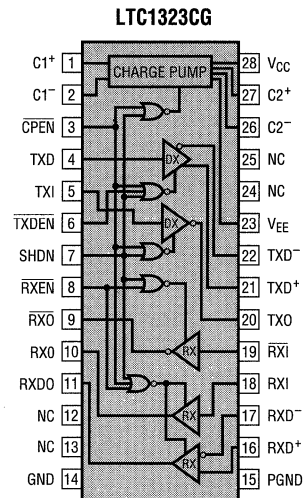 LTC1323CG
C1+ 1 CHARGE PUMP 28 VCC
C1– 2 27 C2+
CPEN 3 26 C2–
TXD 4 DX 25 NC
TXI 5 24 NC
TXDEN 6 DX 23 VEE
SHDN 7 22 TXD–
RXEN 8 21 TXD+
RXO 9 20 TXO
RX0 10 RX 19 RXI
RXDO 11 18 RXI
NC 12 RX 17 RXD–
NC 13 RX 16 RXD+
GND 14 15 PGND